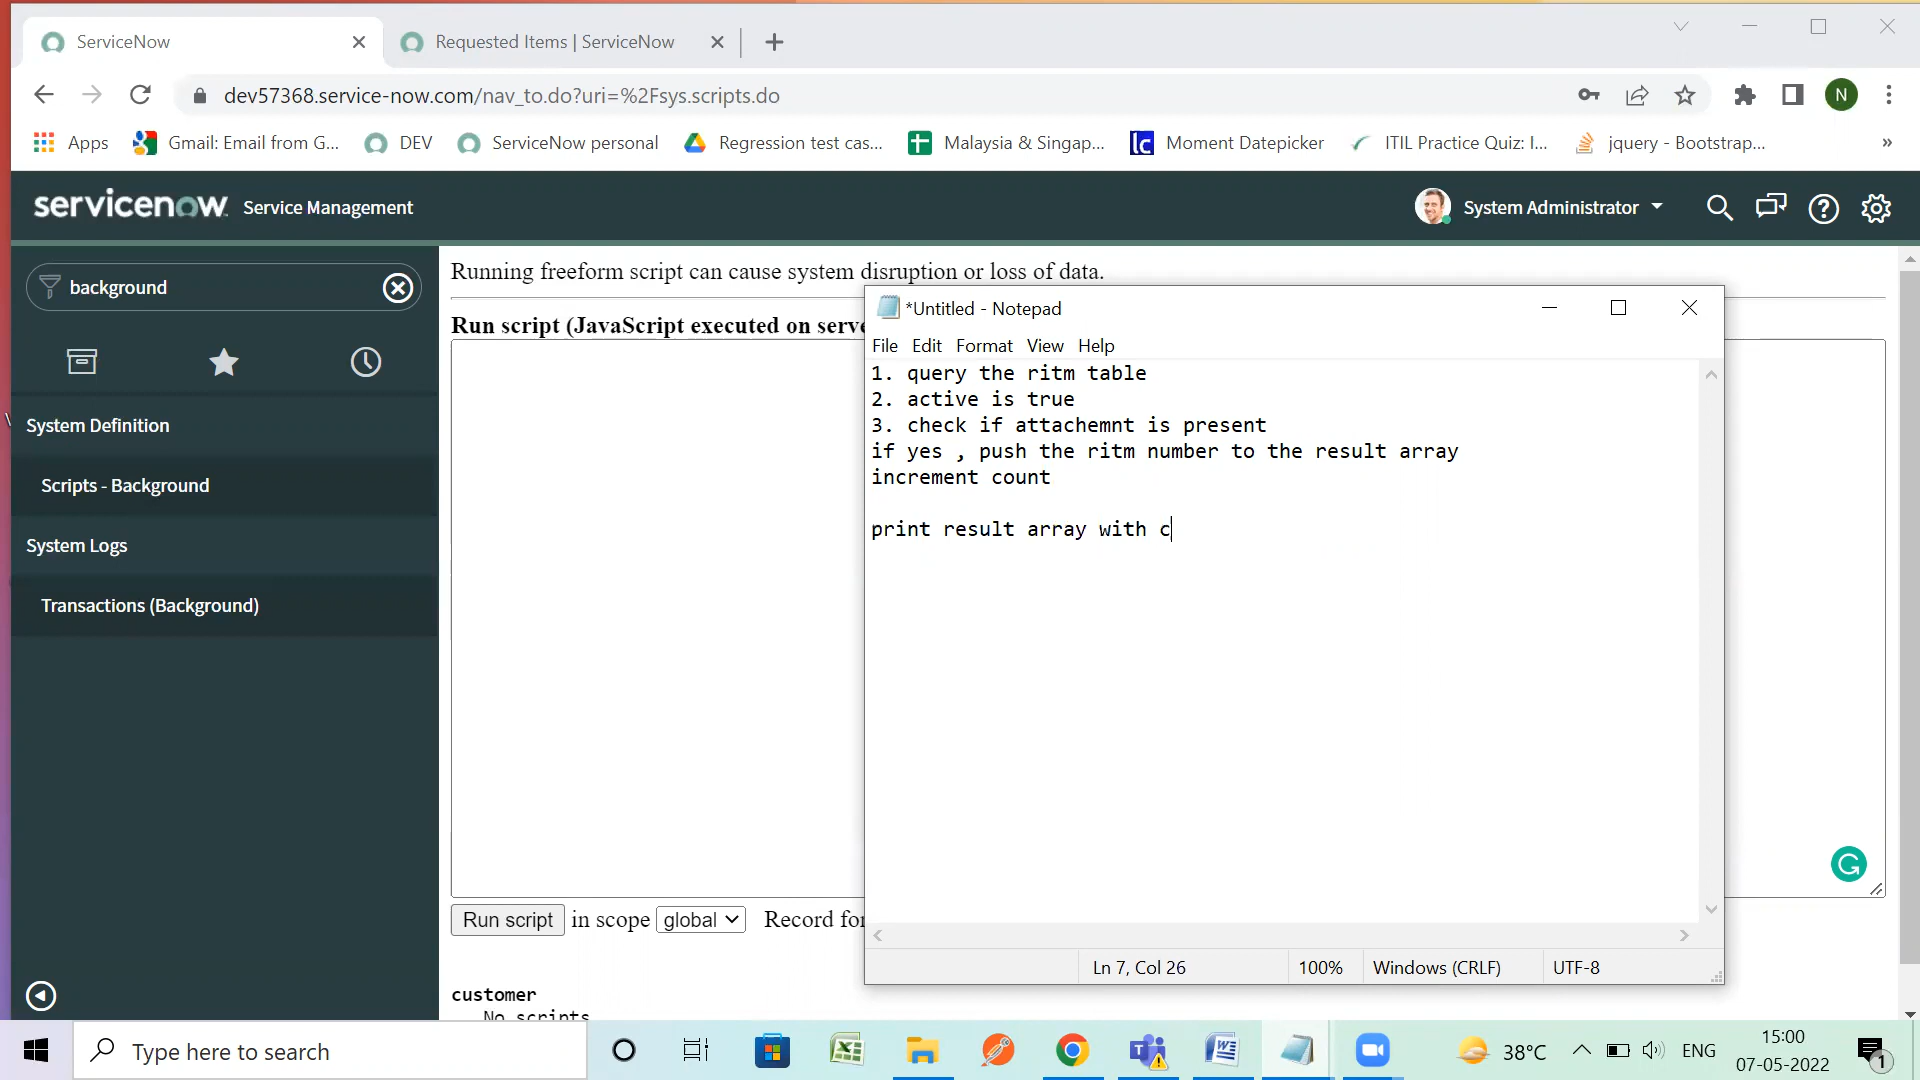 ServiceNow
Requested Items | ServiceNow
dev57368.service-now.com/nav_to.do?uri=%2Fsys.scripts.do
N
Apps
Gmail: Email from G...
DEV
ServiceNow personal
Regression test cas...
Malaysia & Singap...
Moment Datepicker
ITIL Practice Quiz: I...
jquery - Bootstrap...
»
servicenow Service Management
System Administrator
background
System Definition
Scripts - Background
System Logs
Transactions (Background)
Running freeform script can cause system disruption or loss of data.
Run script (JavaScript executed on serve
*Untitled - Notepad
File Edit Format View Help
1. query the ritm table
2. active is true
3. check if attachemnt is present
if yes , push the ritm number to the result array
increment count
print result array with c
Ln 7, Col 26 100% Windows (CRLF) UTF-8
Run script in scope global Record for
customer
No scripts
Type here to search
38°C
ENG
15:00
07-05-2022
1